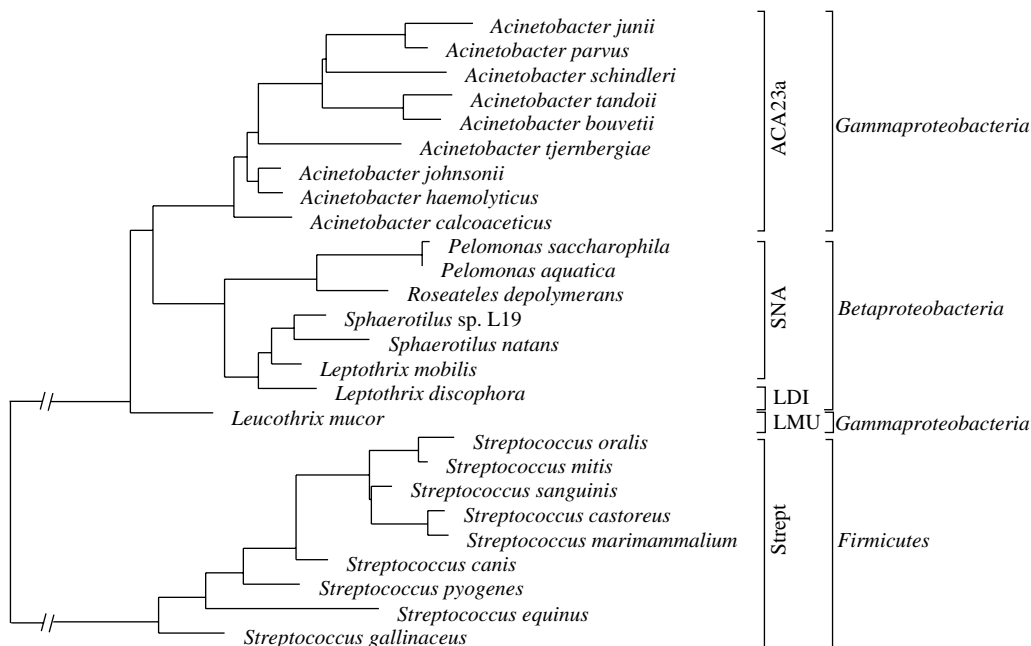 Acinetobacter junii
Acinetobacter parvus
Acinetobacter schindleri
Acinetobacter tandoii
Acinetobacter bouvetii
Acinetobacter tjernbergiae
Acinetobacter johnsonii
Acinetobacter haemolyticus
Acinetobacter calcoaceticus
ACA23a
Gammaproteobacteria
Pelomonas saccharophila
Pelomonas aquatica
Roseateles depolymerans
Sphaerotilus sp. L19
Sphaerotilus natans
Leptothrix mobilis
SNA
Betaproteobacteria
Leptothrix discophora
LDI
Leucothrix mucor
LMU
Gammaproteobacteria
Streptococcus oralis
Streptococcus mitis
Streptococcus sanguinis
Streptococcus castoreus
Streptococcus marimammalium
Streptococcus canis
Streptococcus pyogenes
Streptococcus equinus
Streptococcus gallinaceus
Strept
Firmicutes